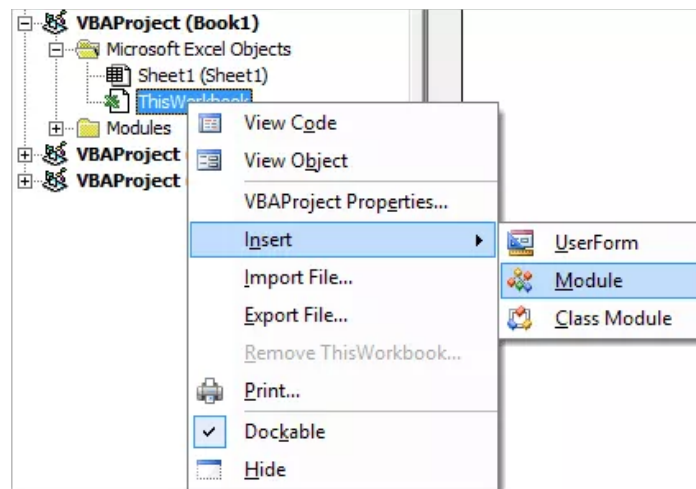 VBAProject (Book1)
Microsoft Excel Objects
Sheet1 (Sheet1)
ThisWorkbook
Modules
VBAProject (
VBAProject (
View Code
View Object
VBAProject Properties...
Insert
Import File...
Export File...
Remove ThisWorkbook...
Print...
Dockable
Hide
UserForm
Module
Class Module